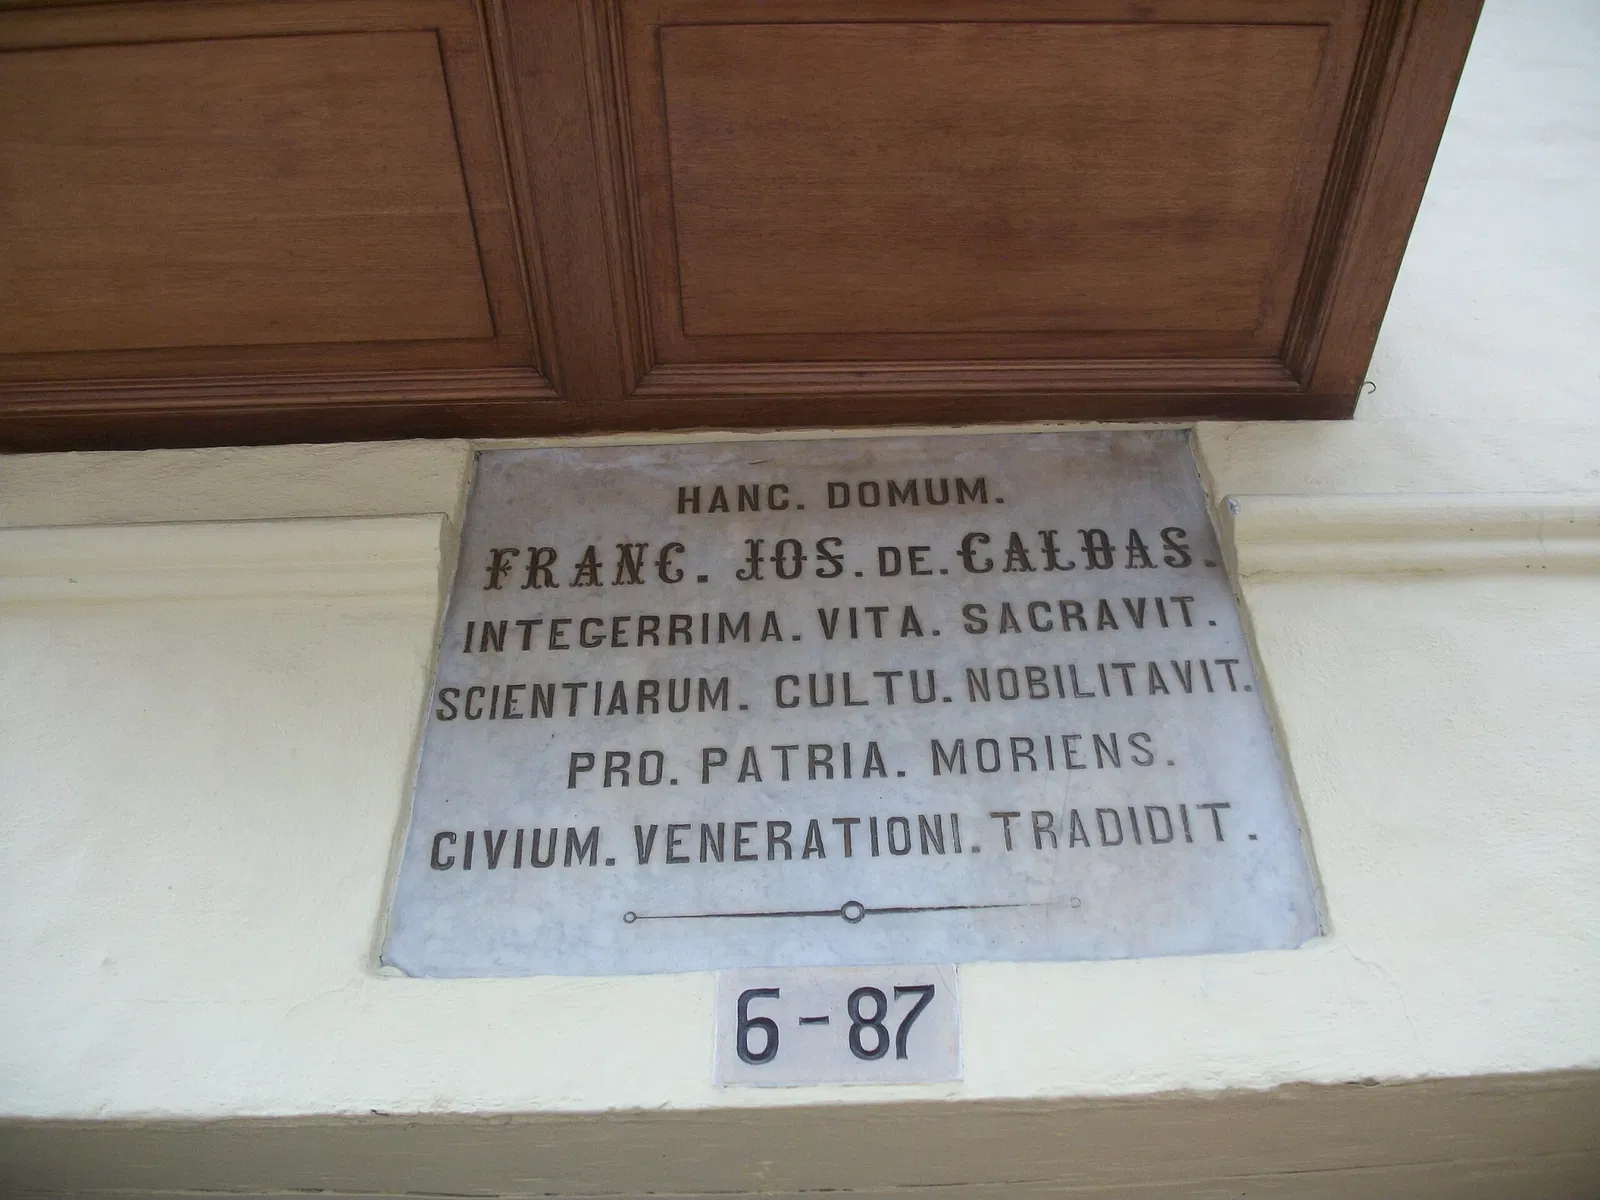 HANC. DOMUM.
FRANC. JOS. DE. CALDAS.
INTEGERRIMA. VITA. SACRAVIT.
SCIENTIARUM. CULTU. NOBILITAVIT.
PRO. PATRIA. MORIENS.
CIVIUM. VENERATIONI. TRADIDIT.
6-87